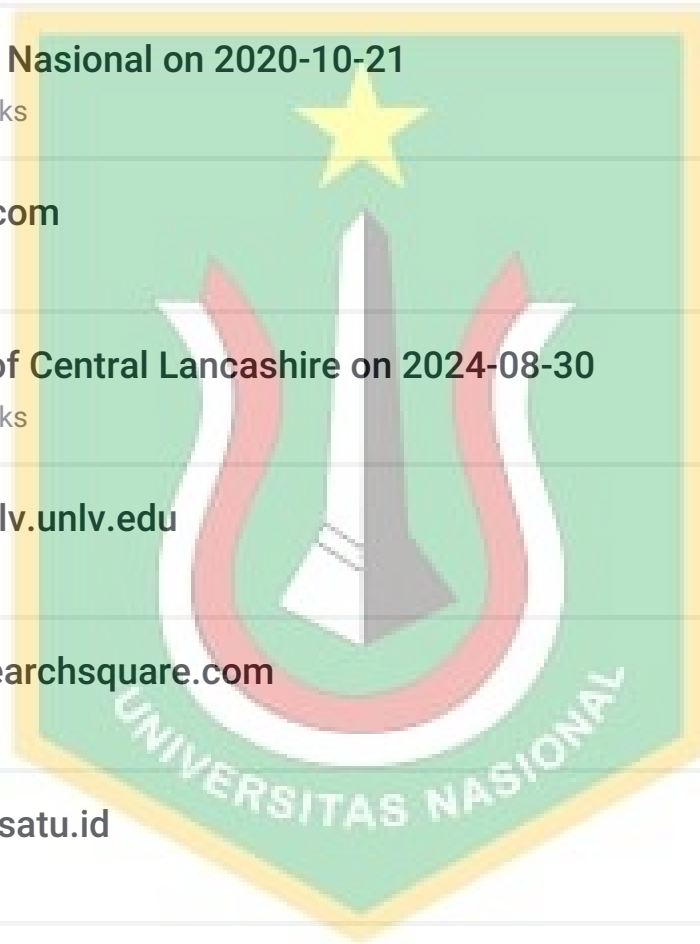 Nasional on 2020-10-21
ks
com
of Central Lancashire on 2024-08-30
ks
lv.unlv.edu
earchsquare.com
UNIVERSITAS NASIONAL
satu.id